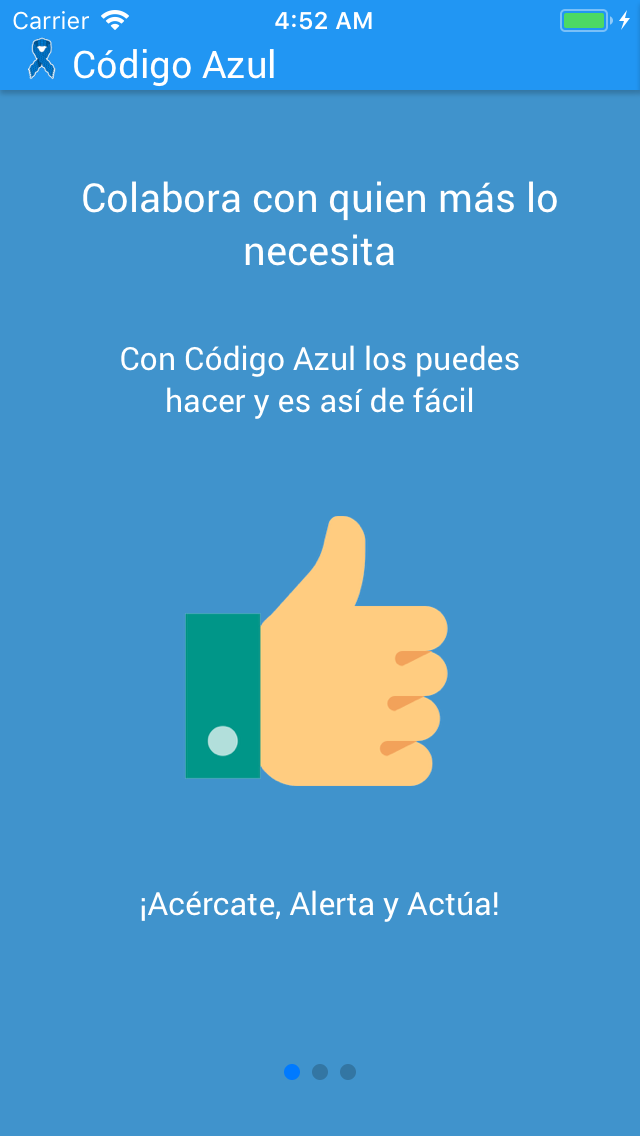 Carrier 4:52 AM
Código Azul
Colabora con quien más lo
necesita
Con Código Azul los puedes
hacer y es así de fácil
¡Acércate, Alerta y Actúa!